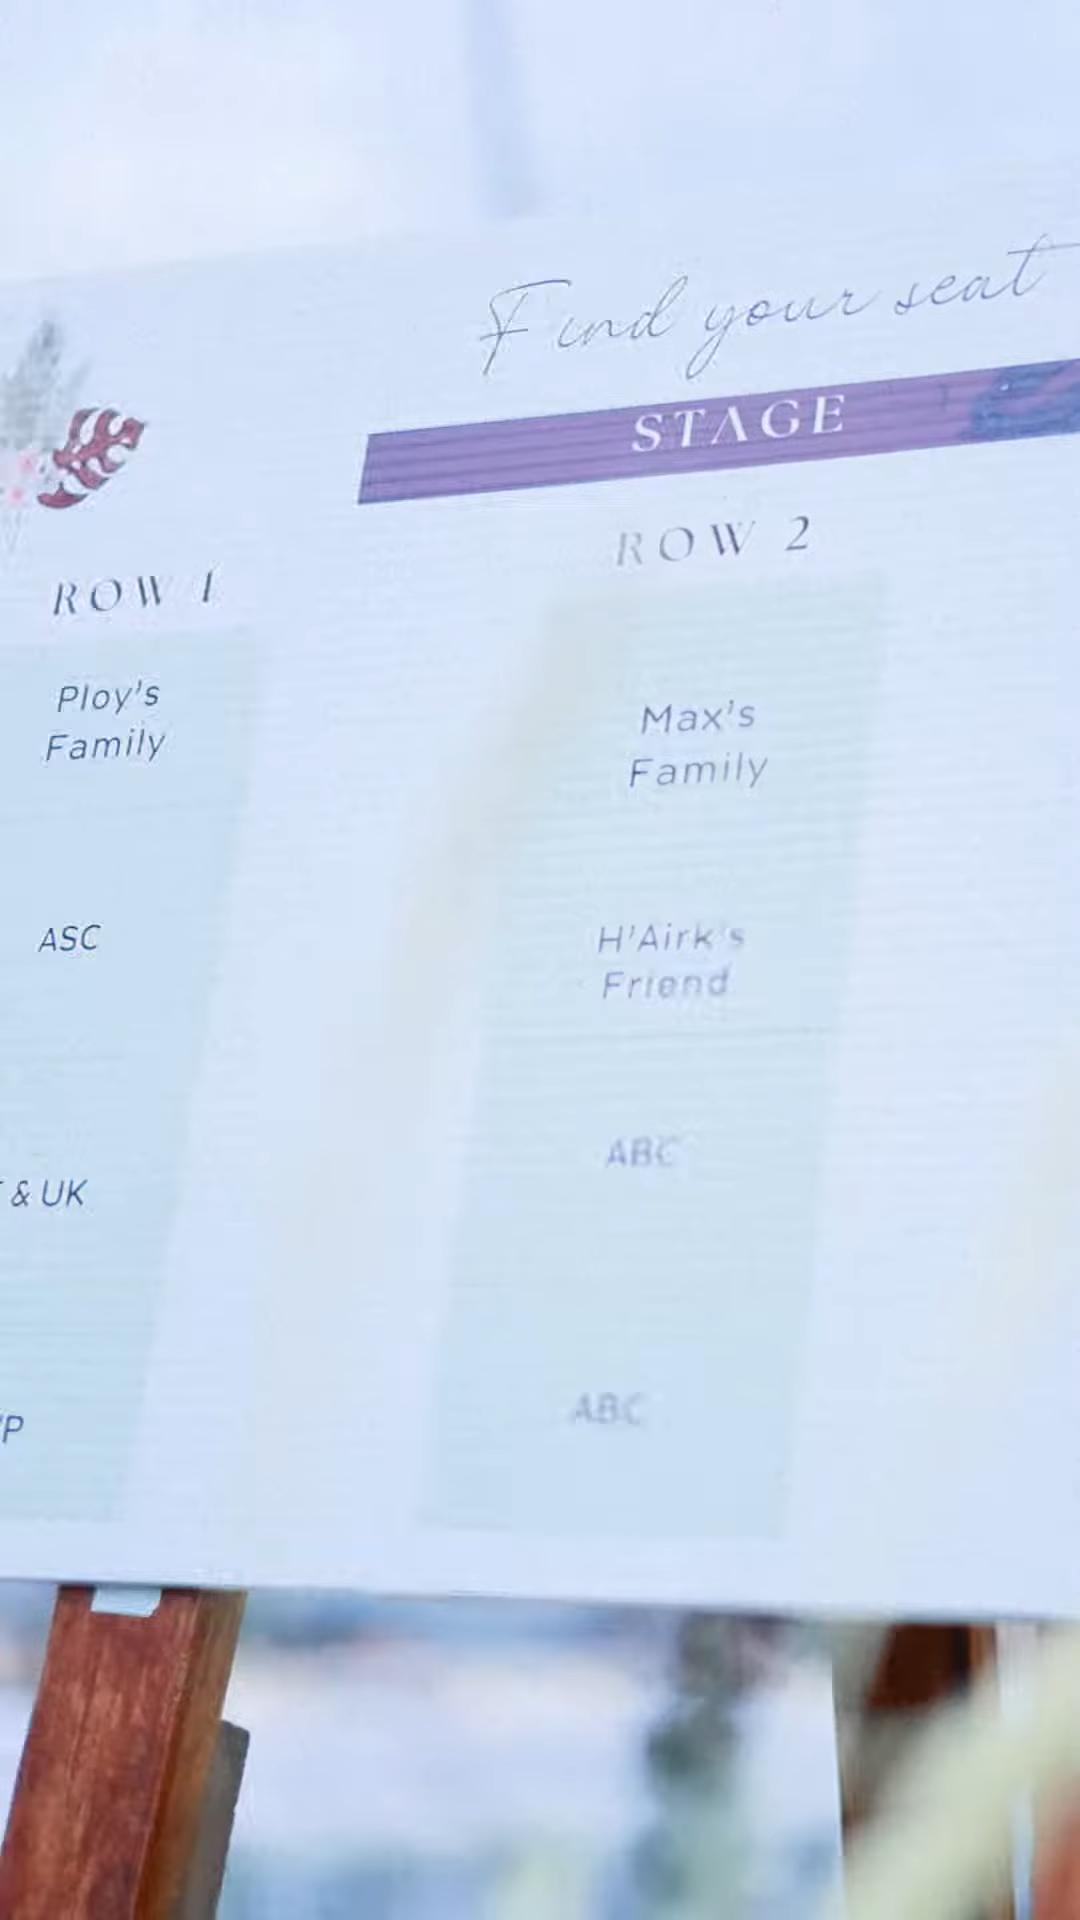 Find your seat
STAGE
ROW 1
Ploy's
Family
ASC
& UK
ROW 2
Max's
Family
H'Airk's
Friend
ABC
ABC